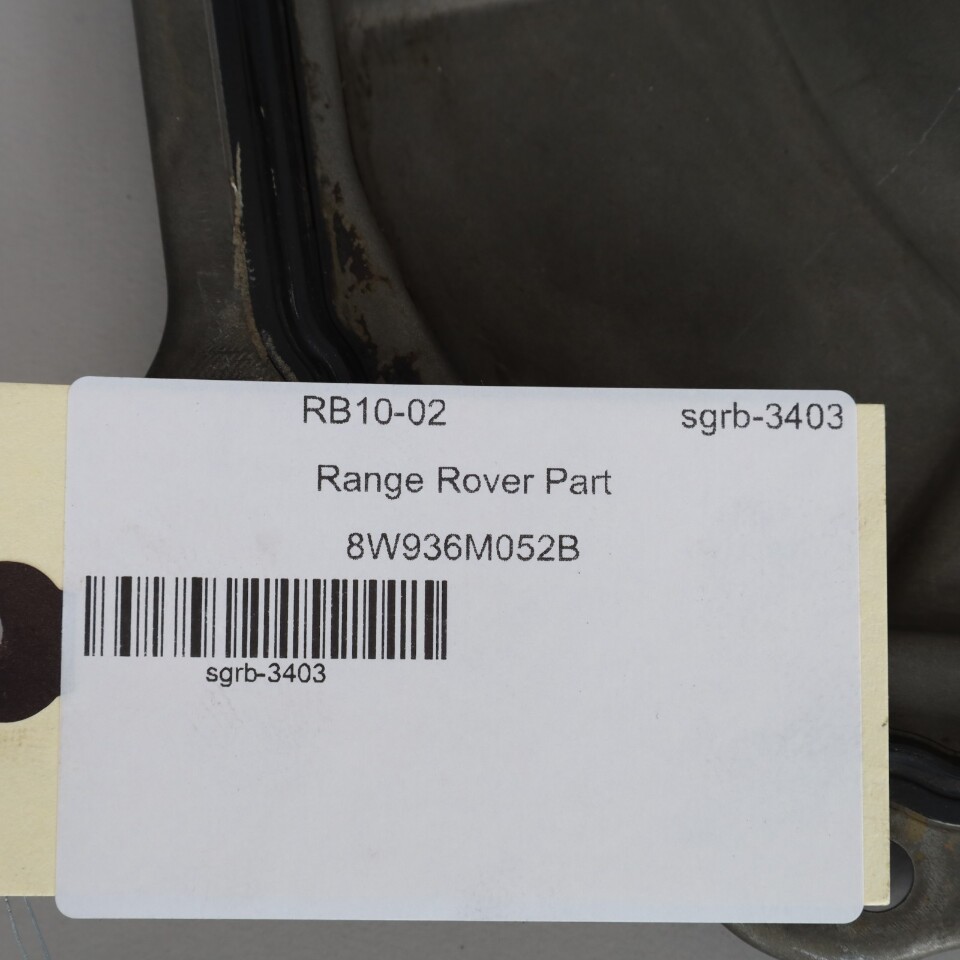 RB10-02 sgrb-3403
Range Rover Part
8W936M052B
sgrb-3403